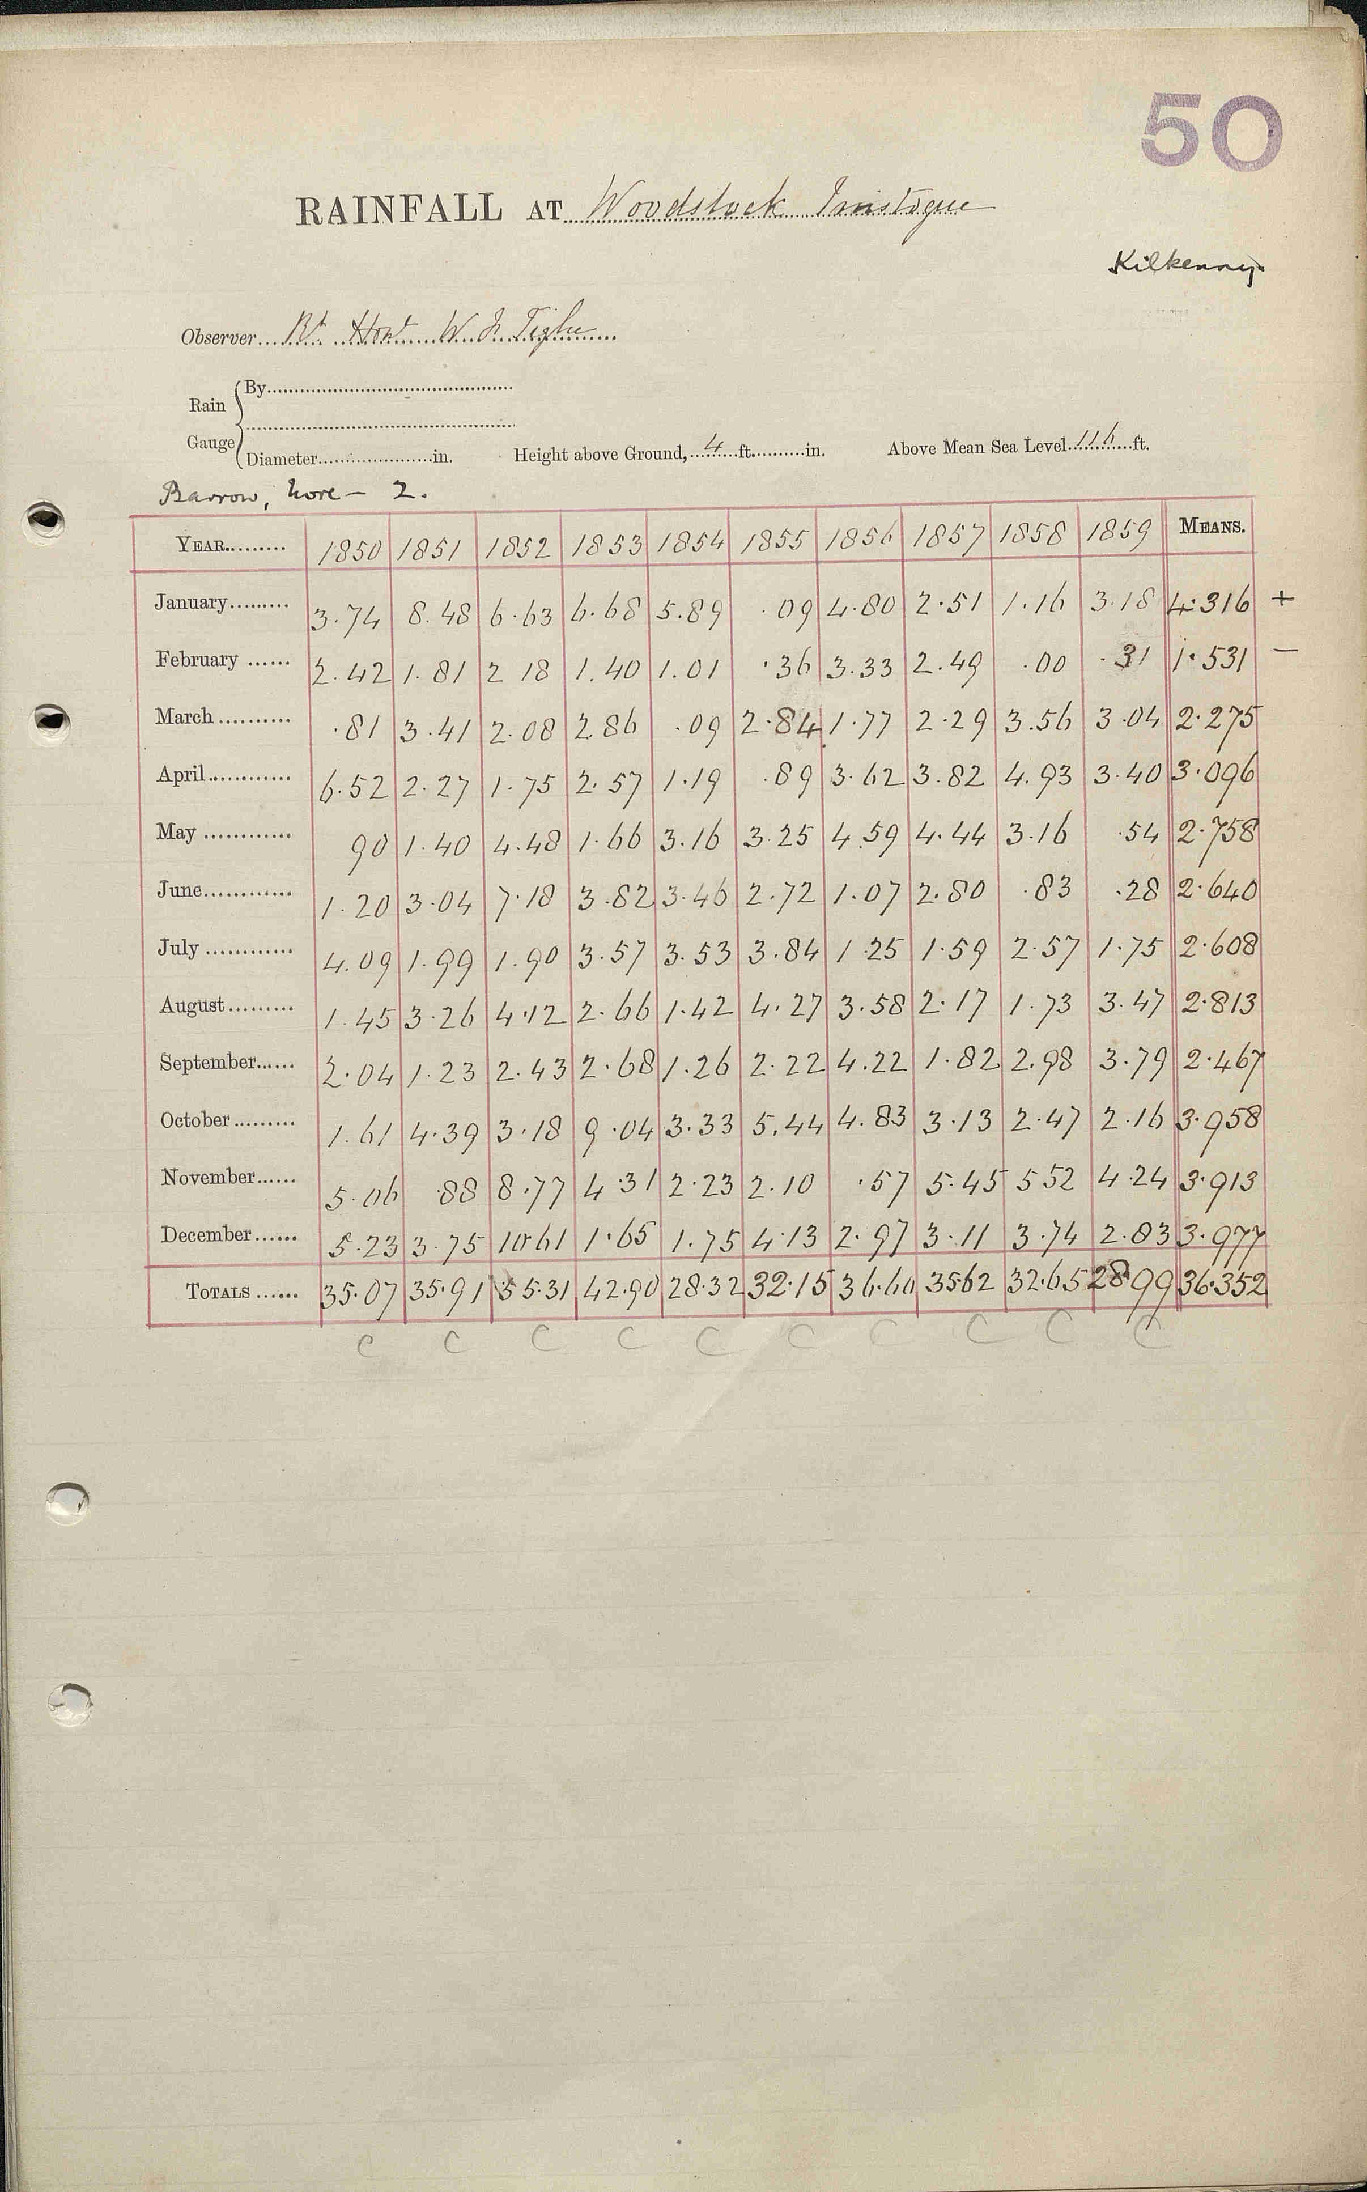 50
RAINFALL AT Woodstock Inistogue
Kilkenny
Observer... Rt Hon W F Tighe
Rain Gauge
By
Diameter in. Height above Ground, 4 ft. in. Above Mean Sea Level 116 ft.
Barrow, Nore - 2.
YEAR 1850 1851 1852 1853 1854 1855 1856 1857 1858 1859 MEANS.
January 3.74 8.48 6.63 6.68 5.89 .09 4.80 2.51 1.16 3.18 4.316 +
February 2.42 1.81 2 18 1.40 1.01 .36 3.33 2.49 .00 .31 1.531 -
March .81 3.41 2.08 2.86 .09 2.84 1.77 2.29 3.56 3.04 2.275
April 6.52 2.27 1.75 2.57 1.19 .89 3.62 3.82 4.93 3.40 3.096
May 90 1.40 4.48 1.66 3.16 3.25 4.59 4.44 3.16 .54 2.758
June 1.20 3.04 7.18 3.82 3.46 2.72 1.07 2.80 .83 .28 2.640
July 4.09 1.99 1.90 3.57 3.53 3.84 1.25 1.59 2.57 1.75 2.608
August 1.45 3.26 4.12 2.66 1.42 4.27 3.58 2.17 1.73 3.47 2.813
September 2.04 1.23 2.43 2.68 1.26 2.22 4.22 1.82 2.98 3.79 2.467
October 1.61 4.39 3.18 9.04 3.33 5.44 4.83 3.13 2.47 2.16 3.958
November 5.06 .88 8.77 4.31 2.23 2.10 .57 5.45 5 52 4.24 3.913
December 5.23 3.75 10.61 1.65 1.75 4.13 2.97 3.11 3.74 2.83 3.977
TOTALS 35.07 35.91 55.31 42.90 28.32 32.15 36.60 35.62 32.65 28.99 36.352
C C C C C C C C C C